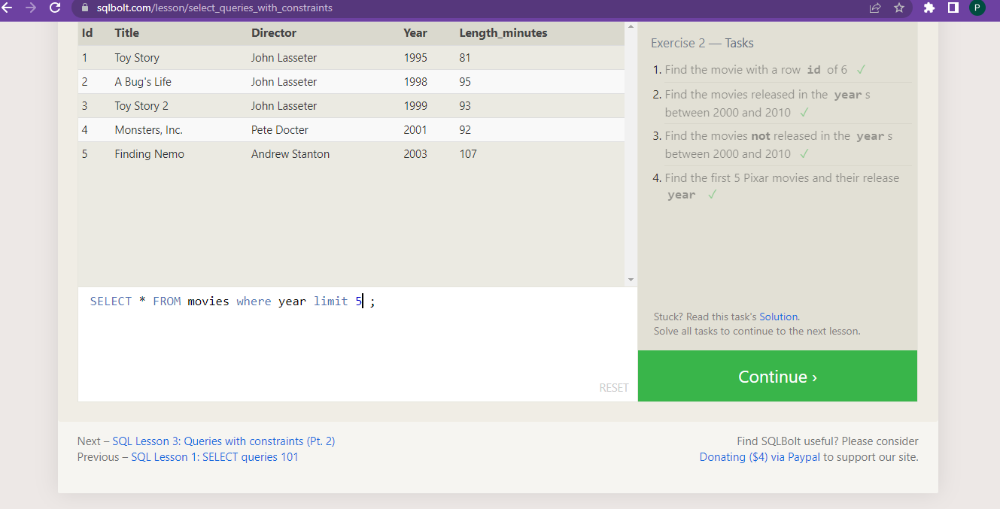 sqlbolt.com/lesson/select_queries_with_constraints
P
Id Title Director Year Length_minutes
1 Toy Story John Lasseter 1995 81
2 A Bug's Life John Lasseter 1998 95
3 Toy Story 2 John Lasseter 1999 93
4 Monsters, Inc. Pete Docter 2001 92
5 Finding Nemo Andrew Stanton 2003 107
SELECT * FROM movies where year limit 5 ;
RESET
Exercise 2 — Tasks
1. Find the movie with a row id of 6 ✓
2. Find the movies released in the year s
between 2000 and 2010 ✓
3. Find the movies not released in the year s
between 2000 and 2010 ✓
4. Find the first 5 Pixar movies and their release
year ✓
Stuck? Read this task's Solution.
Solve all tasks to continue to the next lesson.
Continue ›
Next – SQL Lesson 3: Queries with constraints (Pt. 2)
Previous – SQL Lesson 1: SELECT queries 101
Find SQLBolt useful? Please consider
Donating ($4) via Paypal to support our site.